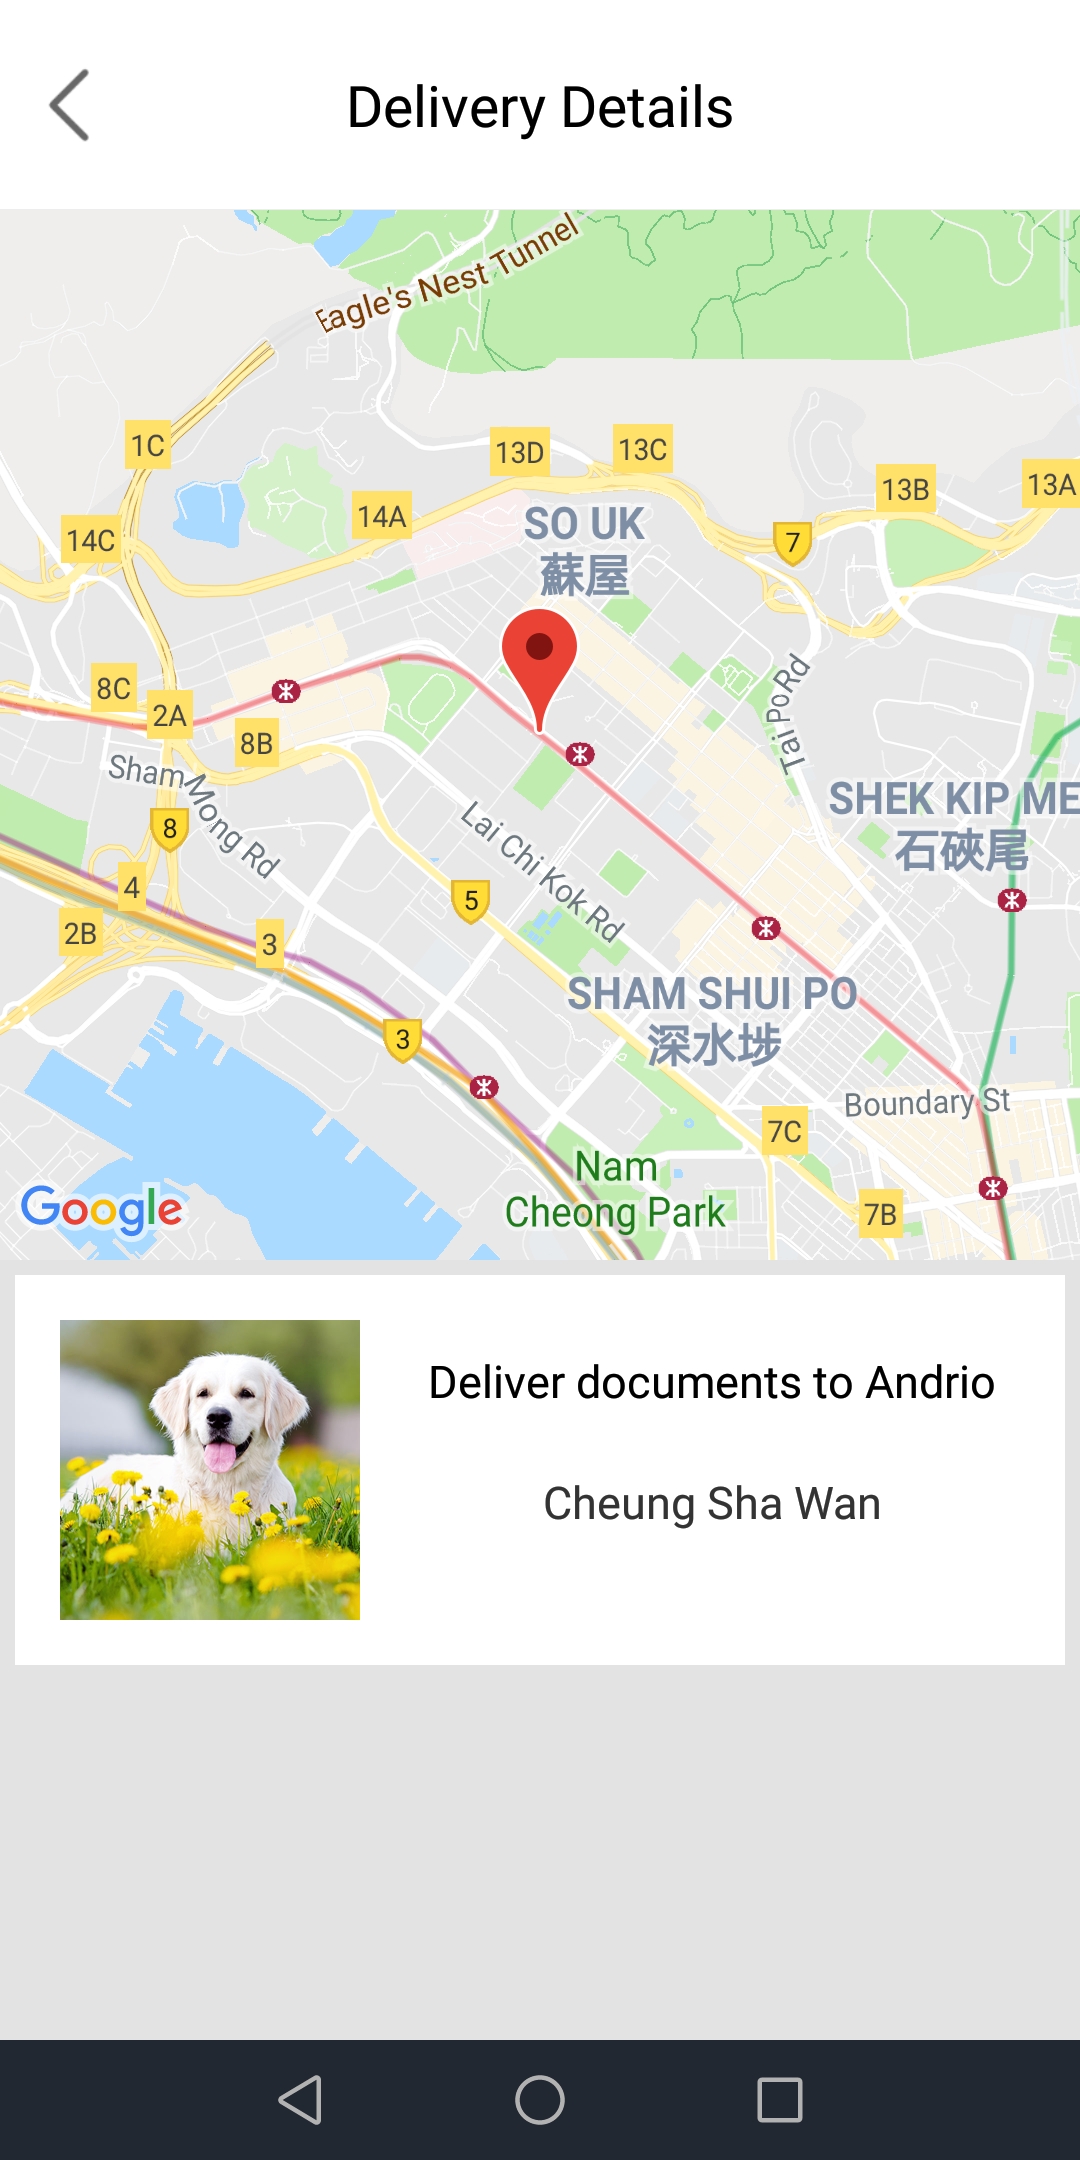 Delivery Details
Eagle's Nest Tunnel
1C
13D
13C
13B
13A
14A
14C
SO UK
蘇屋
7
8C
2A
8B
Tai Po Rd
Sham Mong Rd
SHEK KIP ME
石硤尾
8
Lai Chi Kok Rd
4
5
2B
3
SHAM SHUI PO
深水埗
3
Boundary St
7C
Nam
Cheong Park
7B
Google
Deliver documents to Andrio
Cheung Sha Wan